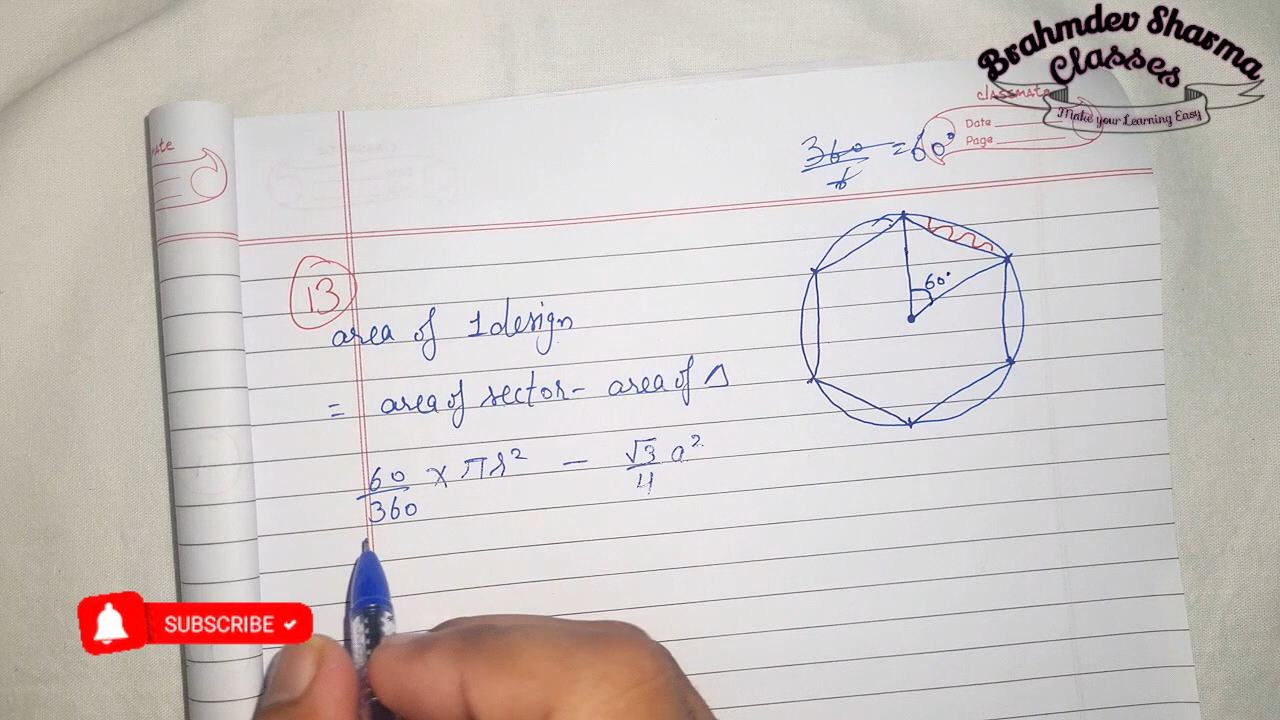 Brahmdev Sharma
Classes
Make your Learning Easy
classmate
Date
Page
360/6 = 60°
13
60°
area of 1 design
= area of sector - area of Δ
60/360 × πr² - √3/4 a²
SUBSCRIBE